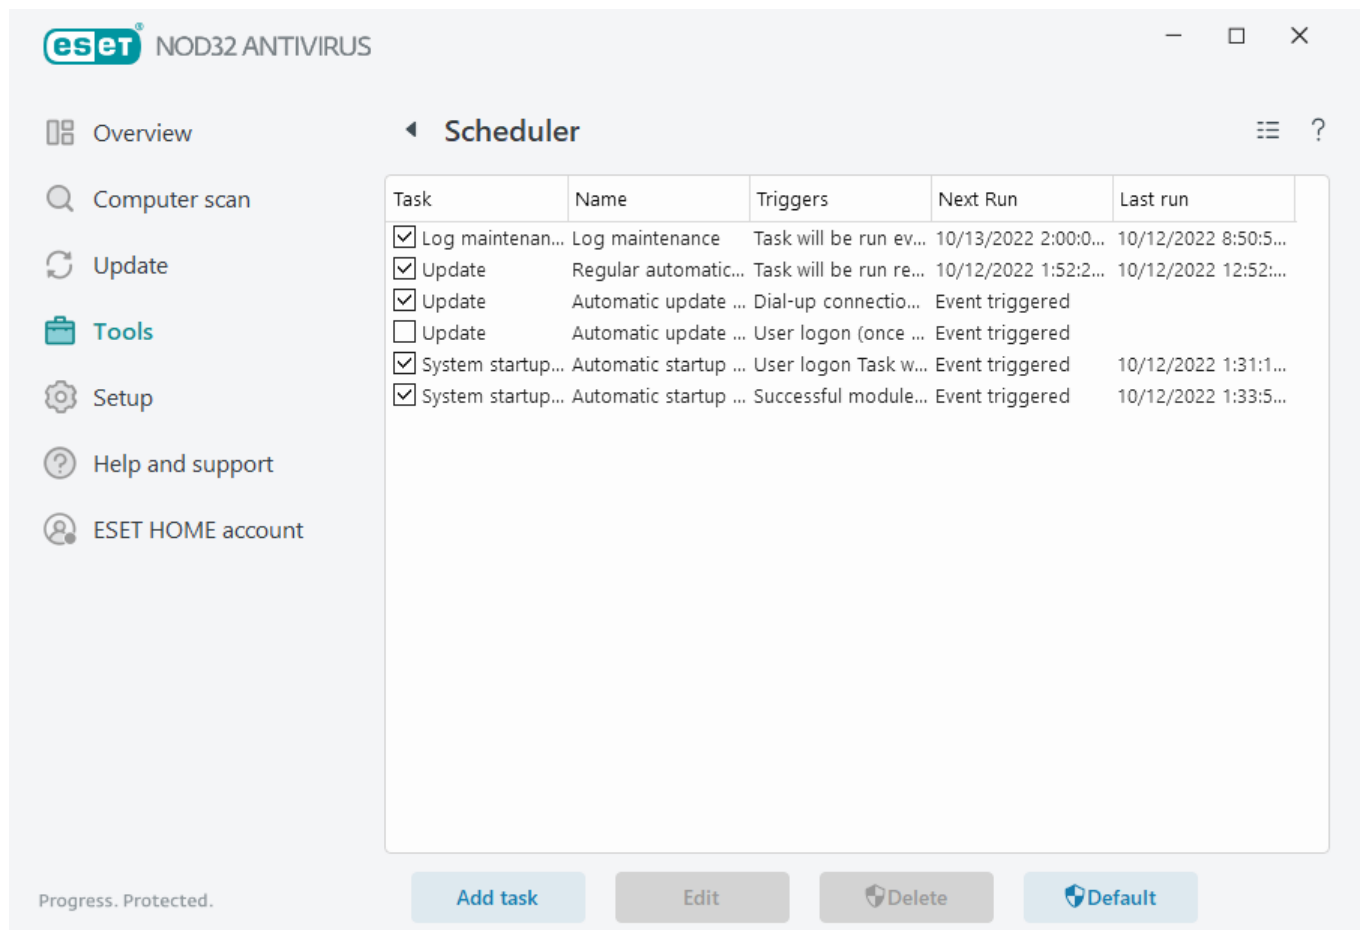 eset® NOD32 ANTIVIRUS
Overview
Computer scan
Update
Tools
Setup
Help and support
ESET HOME account
Progress. Protected.
Scheduler
?
Task Name Triggers Next Run Last run
Log maintenan... Log maintenance Task will be run ev... 10/13/2022 2:00:0... 10/12/2022 8:50:5...
Update Regular automatic... Task will be run re... 10/12/2022 1:52:2... 10/12/2022 12:52:...
Update Automatic update ... Dial-up connectio... Event triggered
Update Automatic update ... User logon (once ... Event triggered
System startup... Automatic startup ... User logon Task w... Event triggered 10/12/2022 1:31:1...
System startup... Automatic startup ... Successful module... Event triggered 10/12/2022 1:33:5...
Add task Edit Delete Default